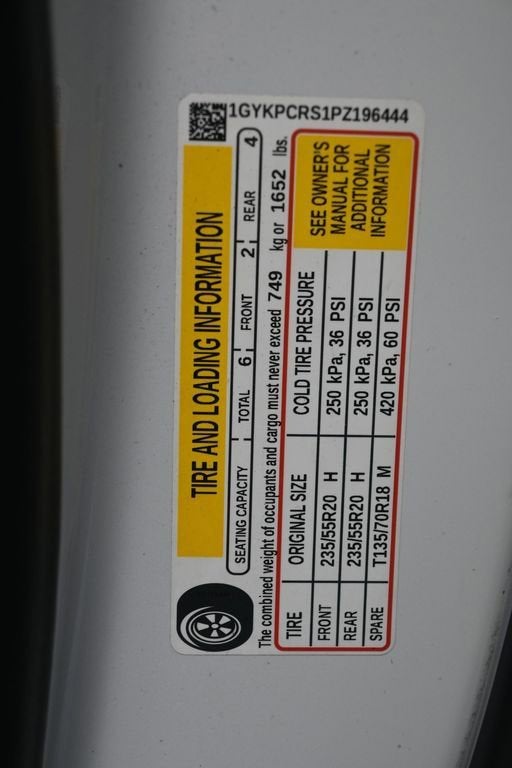 1GYKPCRS1PZ196444
TIRE AND LOADING INFORMATION
SEATING CAPACITY TOTAL 6 FRONT 2 REAR 4
The combined weight of occupants and cargo must never exceed 749 kg or 1652 lbs.
TIRE ORIGINAL SIZE COLD TIRE PRESSURE
FRONT 235/55R20 H 250 kPa, 36 PSI
REAR 235/55R20 H 250 kPa, 36 PSI
SPARE T135/70R18 M 420 kPa, 60 PSI
SEE OWNER'S
MANUAL FOR
ADDITIONAL
INFORMATION